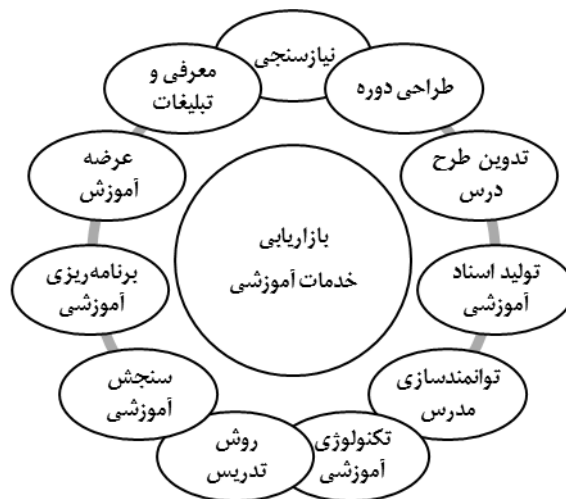 نیازسنجی
طراحی دوره
تدوین طرح
درس
تولید اسناد
آموزشی
توانمندسازی
مدرس
تکنولوژی
آموزشی
روش
تدریس
سنجش
آموزشی
برنامه‌ریزی
آموزشی
عرضه
آموزش
معرفی و
تبلیغات
بازاریابی
خدمات آموزشی